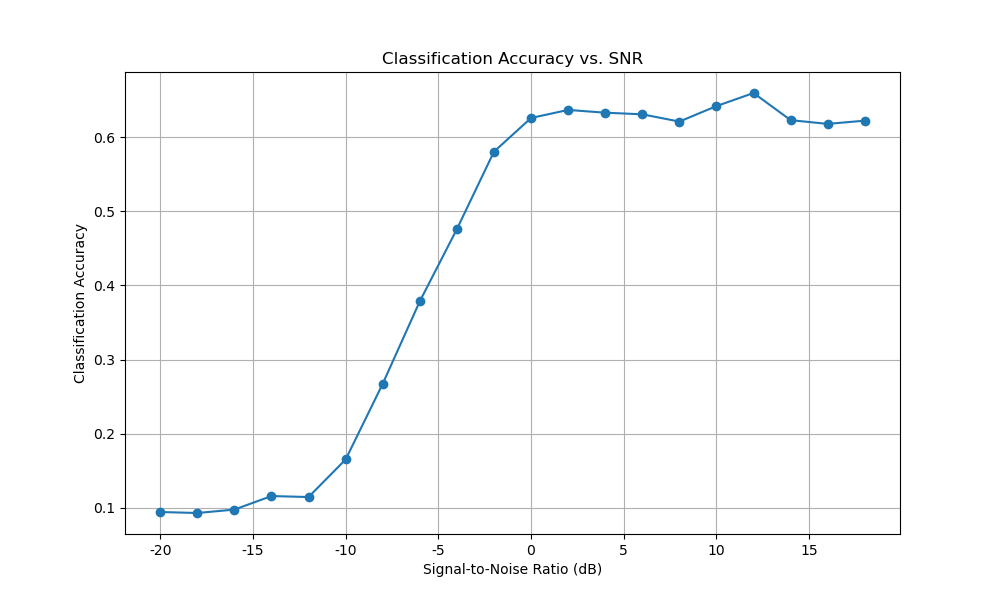 Classification Accuracy vs. SNR
0.6
0.5
0.4
0.3
0.2
0.1
Classification Accuracy
-20 -15 -10 -5 0 5 10 15
Signal-to-Noise Ratio (dB)